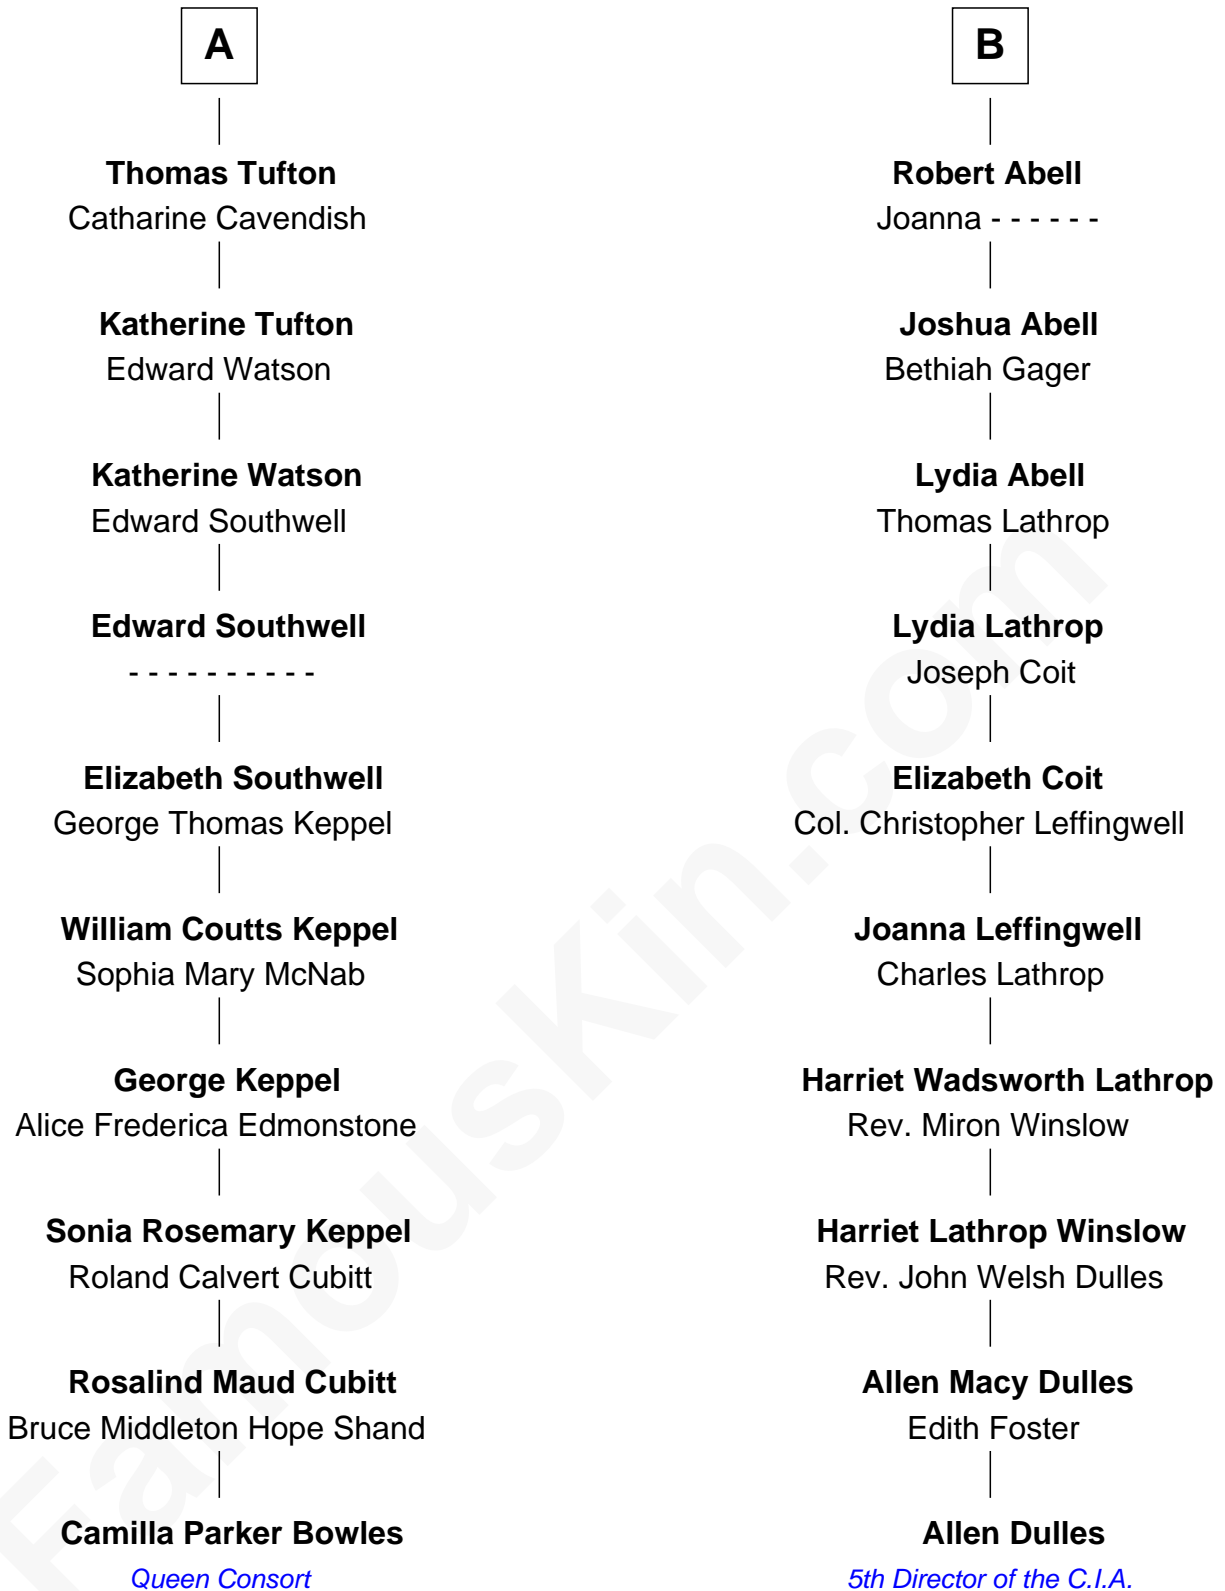 A
Thomas Tufton
Catharine Cavendish
Katherine Tufton
Edward Watson
Katherine Watson
Edward Southwell
Edward Southwell
- - - - - - - - - -
Elizabeth Southwell
George Thomas Keppel
William Coutts Keppel
Sophia Mary McNab
George Keppel
Alice Frederica Edmonstone
Sonia Rosemary Keppel
Roland Calvert Cubitt
Rosalind Maud Cubitt
Bruce Middleton Hope Shand
Camilla Parker Bowles
Queen Consort
B
Robert Abell
Joanna - - - - - -
Joshua Abell
Bethiah Gager
Lydia Abell
Thomas Lathrop
Lydia Lathrop
Joseph Coit
Elizabeth Coit
Col. Christopher Leffingwell
Joanna Leffingwell
Charles Lathrop
Harriet Wadsworth Lathrop
Rev. Miron Winslow
Harriet Lathrop Winslow
Rev. John Welsh Dulles
Allen Macy Dulles
Edith Foster
Allen Dulles
5th Director of the C.I.A.
FamousKin.com